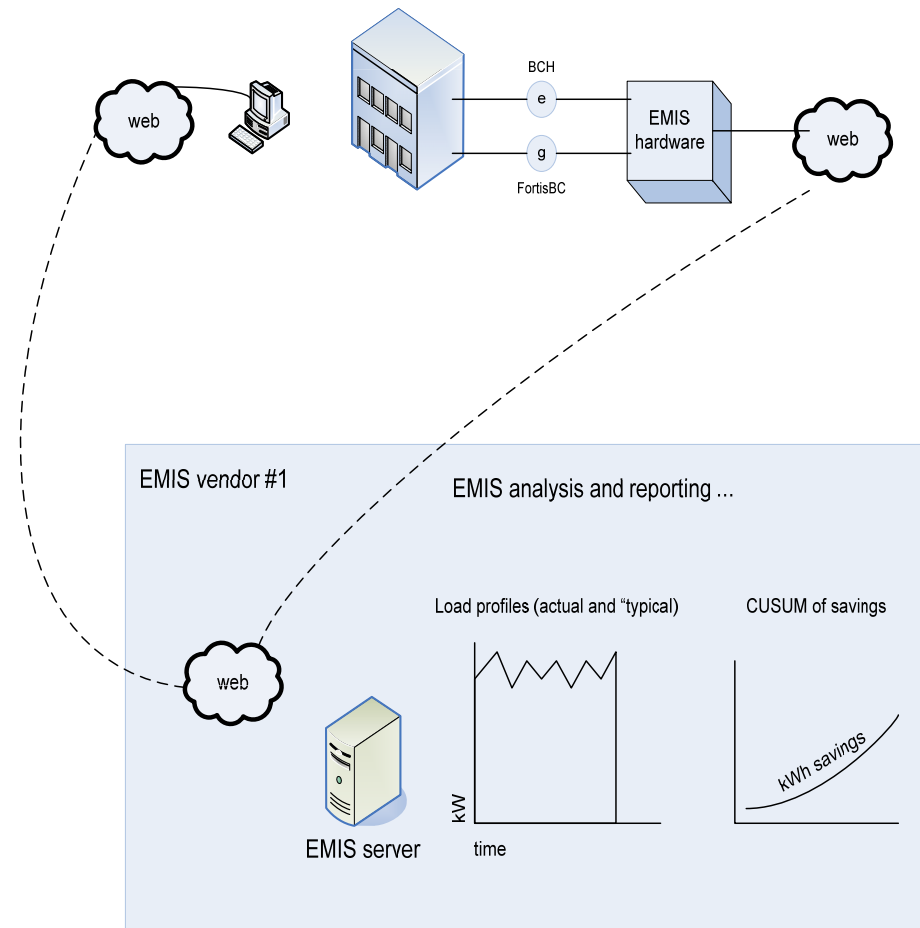 BCH
web
e
EMIS
hardware
web
g
FortisBC
EMIS vendor #1
EMIS analysis and reporting ...
Load profiles (actual and “typical)
CUSUM of savings
web
kWh savings
kW
EMIS server
time